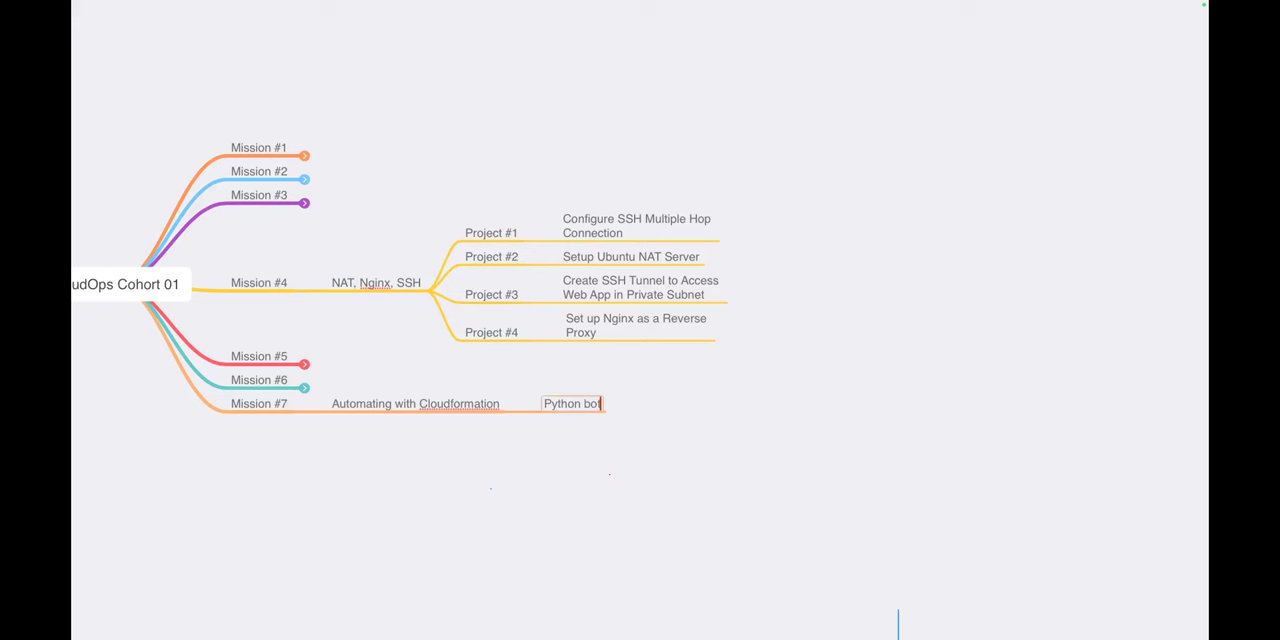 Mission #1
Mission #2
Mission #3
Configure SSH Multiple Hop
Connection
Project #1
Project #2
Setup Ubuntu NAT Server
udOps Cohort 01
Mission #4
NAT, Nginx, SSH
Create SSH Tunnel to Access
Web App in Private Subnet
Project #3
Set up Nginx as a Reverse
Proxy
Project #4
Mission #5
Mission #6
Mission #7
Automating with Cloudformation
Python bot